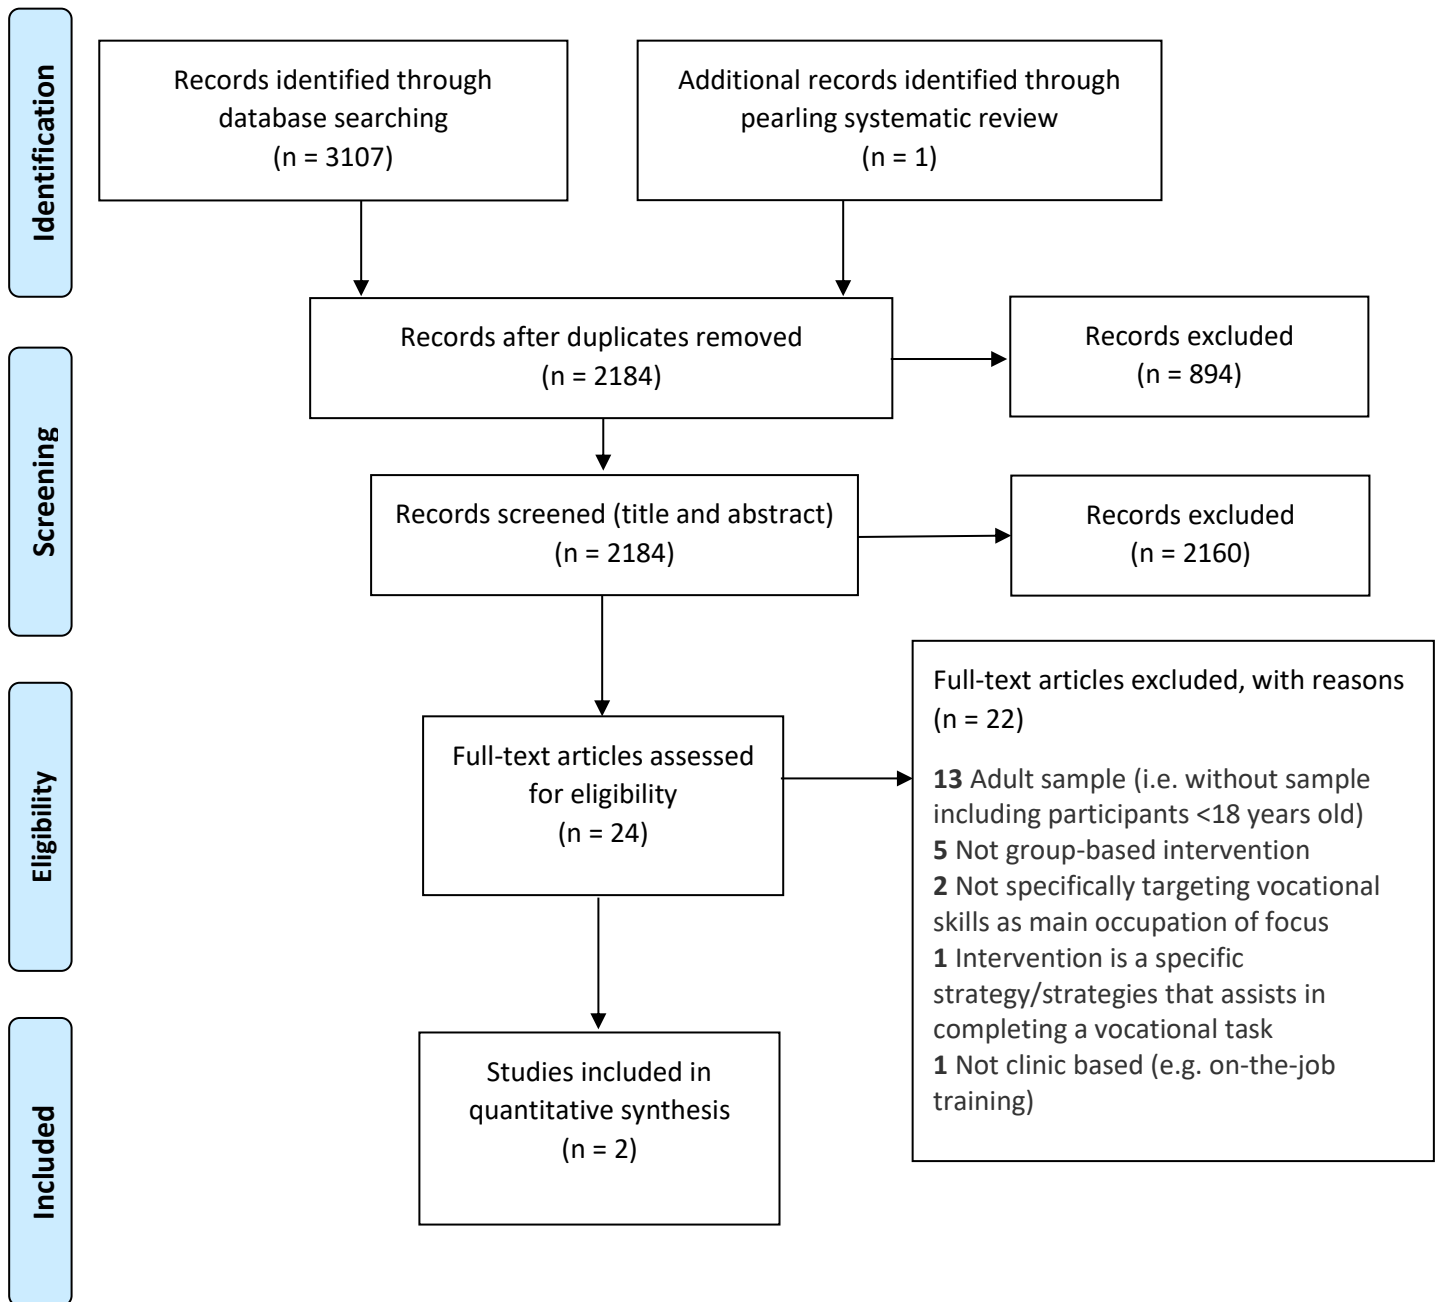 Identification
Records identified through
database searching
(n = 3107)
Additional records identified through
pearling systematic review
(n = 1)
Records after duplicates removed
(n = 2184)
Records excluded
(n = 894)
Screening
Records screened (title and abstract)
(n = 2184)
Records excluded
(n = 2160)
Eligibility
Full-text articles assessed
for eligibility
(n = 24)
Full-text articles excluded, with reasons
(n = 22)
13 Adult sample (i.e. without sample
including participants <18 years old)
5 Not group-based intervention
2 Not specifically targeting vocational
skills as main occupation of focus
1 Intervention is a specific
strategy/strategies that assists in
completing a vocational task
1 Not clinic based (e.g. on-the-job
training)
Included
Studies included in
quantitative synthesis
(n = 2)